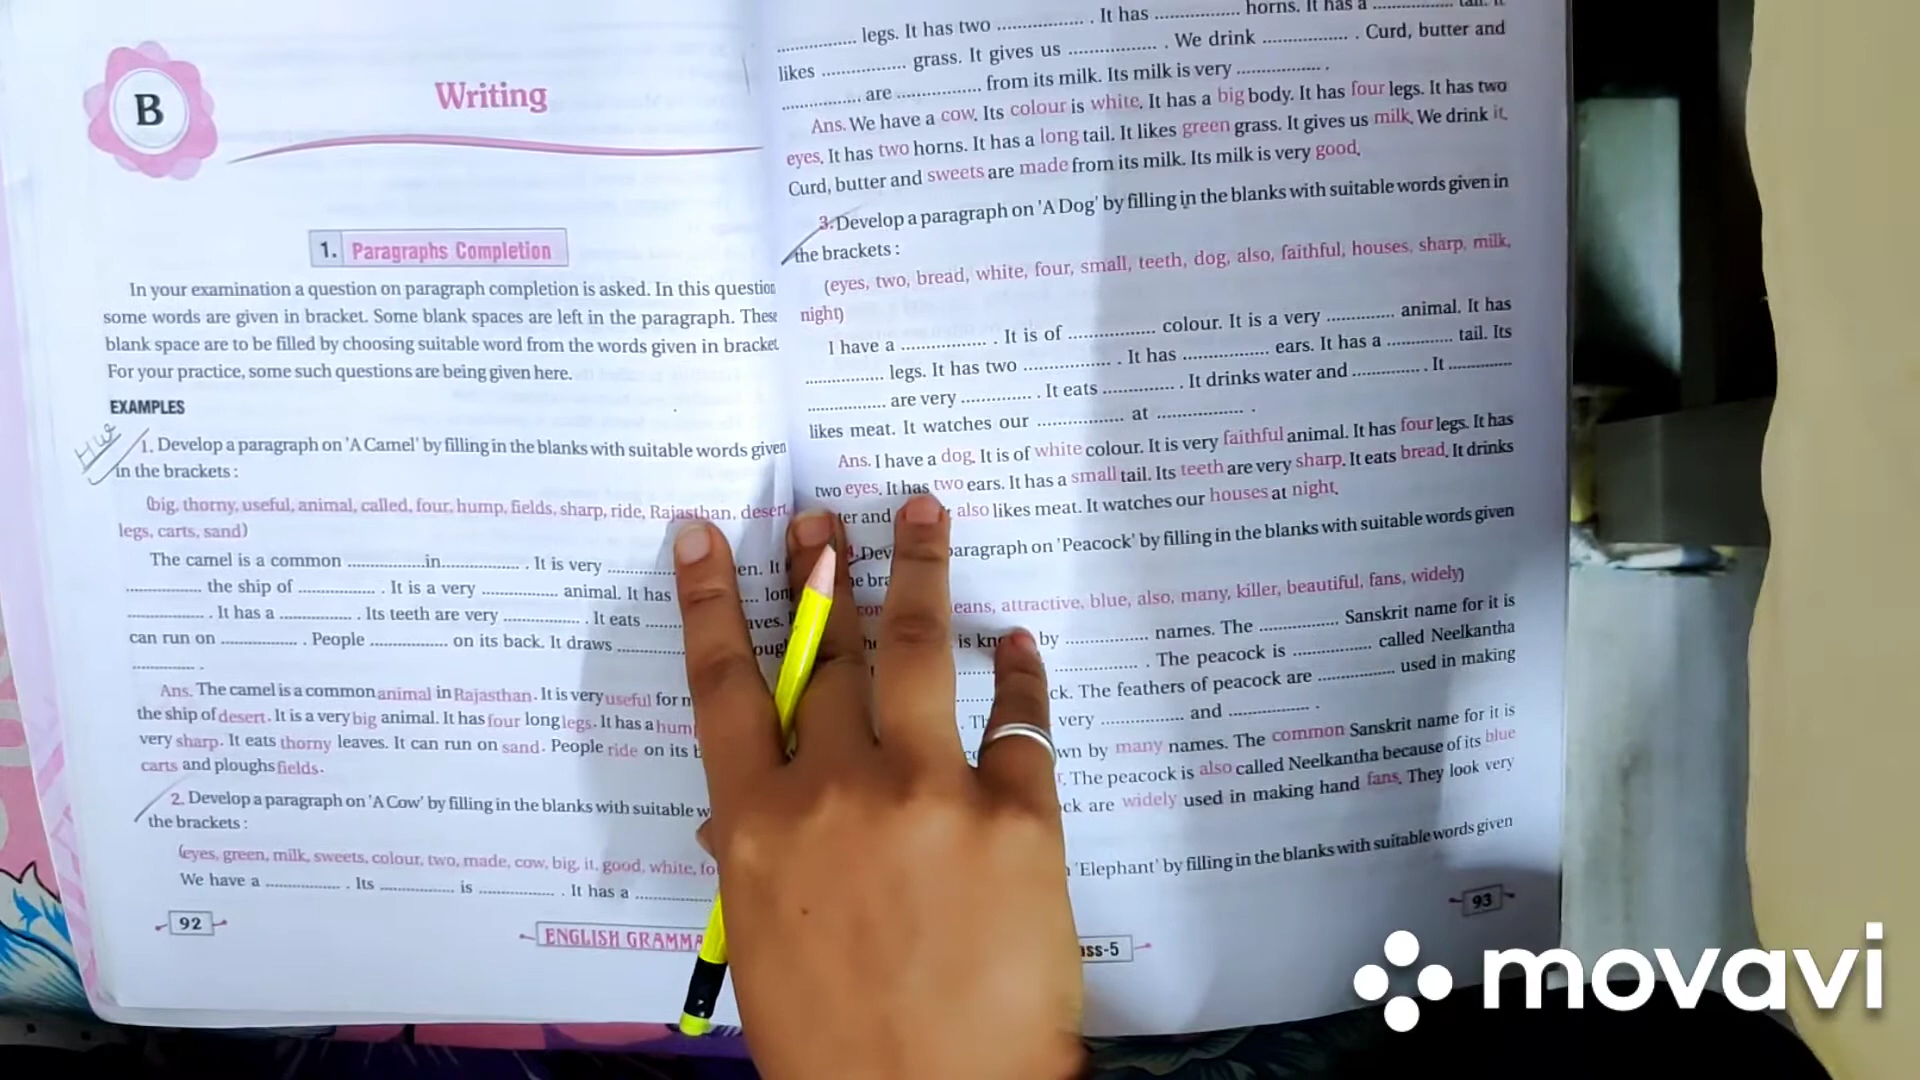 B
Writing
1. Paragraphs Completion
In your examination a question on paragraph completion is asked. In this question
some words are given in bracket. Some blank spaces are left in the paragraph. These
blank space are to be filled by choosing suitable word from the words given in bracket.
For your practice, some such questions are being given here.
EXAMPLES
HW
1. Develop a paragraph on 'A Camel' by filling in the blanks with suitable words given
in the brackets :
(big, thorny, useful, animal, called, four, hump, fields, sharp, ride, Rajasthan, desert,
legs, carts, sand)
The camel is a common ................in................ . It is very ................ en. It
................ the ship of ................ . It is a very ................ animal. It has ... long
................ . It has a ................ . Its teeth are very ................ . It eats ........ aves.
can run on ................ . People ................ on its back. It draws ................
................ .
Ans. The camel is a common animal in Rajasthan. It is very useful for
the ship of desert. It is a very big animal. It has four long legs. It has a hum
very sharp. It eats thorny leaves. It can run on sand. People ride on its
carts and ploughs fields.
2. Develop a paragraph on 'A Cow' by filling in the blanks with suitable
the brackets :
(eyes, green, milk, sweets, colour, two, made, cow, big, it, good, white,
We have a ................ . Its ................ is ................ . It has a ................
92
ENGLISH GRAMMA
................ legs. It has two ................ . It has ................ horns. It has a ................ tail. It
likes ................ grass. It gives us ................ . We drink ................ . Curd, butter and
................ are ................ from its milk. Its milk is very ................ .
Ans. We have a cow. Its colour is white. It has a big body. It has four legs. It has two
eyes. It has two horns. It has a long tail. It likes green grass. It gives us milk. We drink it.
Curd, butter and sweets are made from its milk. Its milk is very good.
3. Develop a paragraph on 'A Dog' by filling in the blanks with suitable words given in
the brackets :
(eyes, two, bread, white, four, small, teeth, dog, also, faithful, houses, sharp, milk,
night)
I have a ................ . It is of ................ colour. It is a very ............. animal. It has
................ legs. It has two ................ . It has ................ ears. It has a ............. tail. Its
................ are very ............. . It eats ............. . It drinks water and ............. . It .............
likes meat. It watches our ................ at ................ .
Ans. I have a dog. It is of white colour. It is very faithful animal. It has four legs. It has
two eyes. It has two ears. It has a small tail. Its teeth are very sharp. It eats bread. It drinks
ter and also likes meat. It watches our houses at night.
4. Dev paragraph on 'Peacock' by filling in the blanks with suitable words given
he bra
eans, attractive, blue, also, many, killer, beautiful, fans, widely)
is by ................ names. The ................ Sanskrit name for it is
................ . The peacock is ................ called Neelkantha
ck. The feathers of peacock are ................ used in making
very ................ and ................ .
wn by many names. The common Sanskrit name for it is
. The peacock is also called Neelkantha because of its blue
ck are widely used in making hand fans. They look very
'Elephant' by filling in the blanks with suitable words given
93
ass-5
movavi